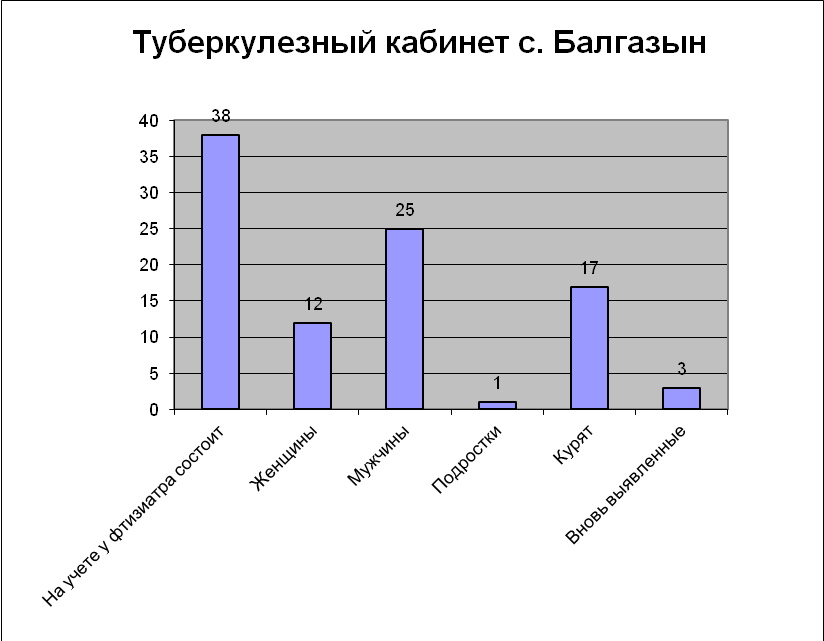 Туберкулезный кабинет с. Балгазын
40
35
30
25
20
15
10
5
0
38
12
25
1
17
3
На учете у фтизиатра состоит
Женщины
Мужчины
Подростки
Курят
Вновь выявленные